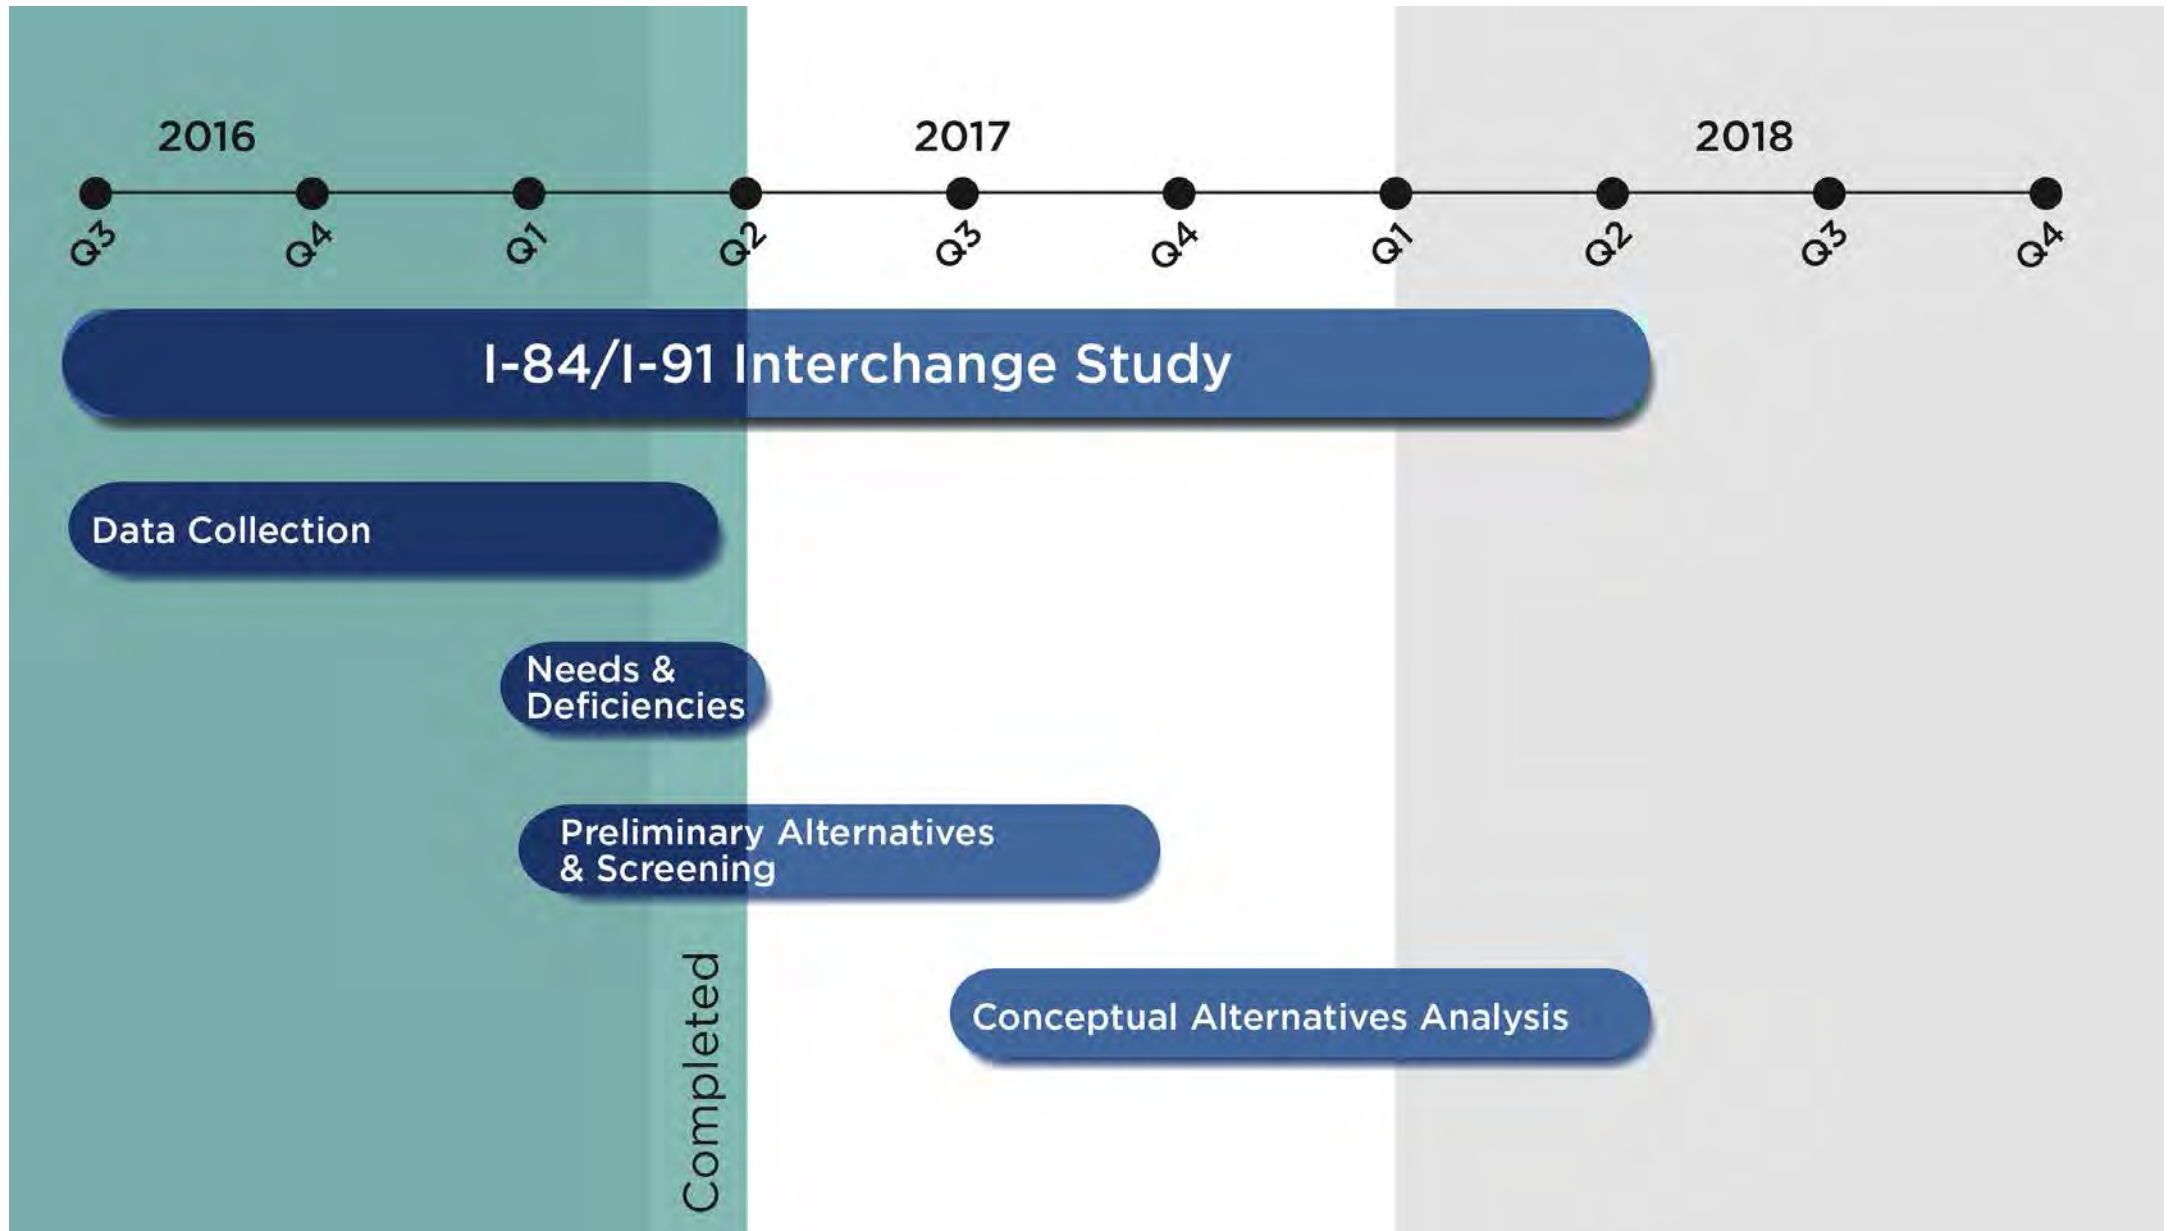 2016
2017
2018
Q3
Q4
Q1
Q2
Q3
Q4
Q1
Q2
Q3
Q4
I-84/I-91 Interchange Study
Data Collection
Needs &
Deficiencies
Preliminary Alternatives
& Screening
Conceptual Alternatives Analysis
Completed